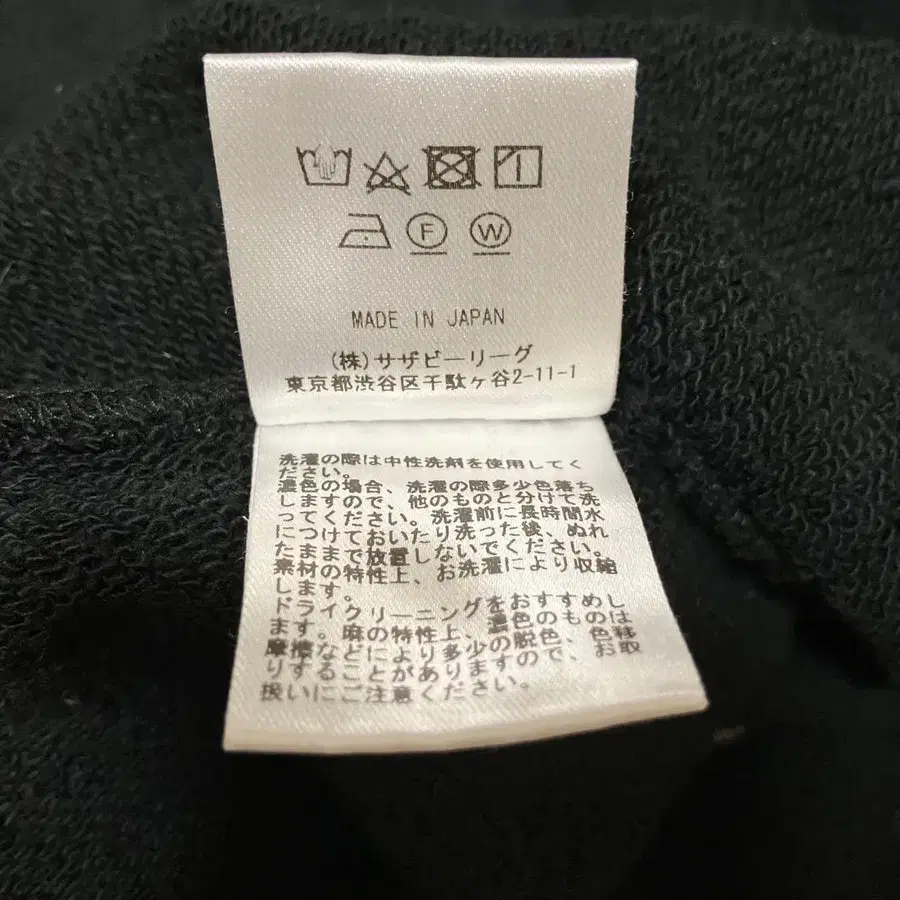 F W
MADE IN JAPAN
(株)サザビーリーグ
東京都渋谷区千駄ヶ谷2-11-1
洗濯の際は中性洗剤を使用してく
ださい。
濃色の場合、洗濯の際多少色落ち
しますので、他のものと分けて洗
ってください。洗濯前に長時間水
につけておいたり洗った後、ぬれ
たままで放置しないでください。
素材の特性上、お洗濯により収縮
します。
ドライクリーニングをおすすめし
ます。麻の特性上、濃色のものは
摩擦などにより多少の脱色、色移
りすることがありますので、お取
扱いにご注意ください。